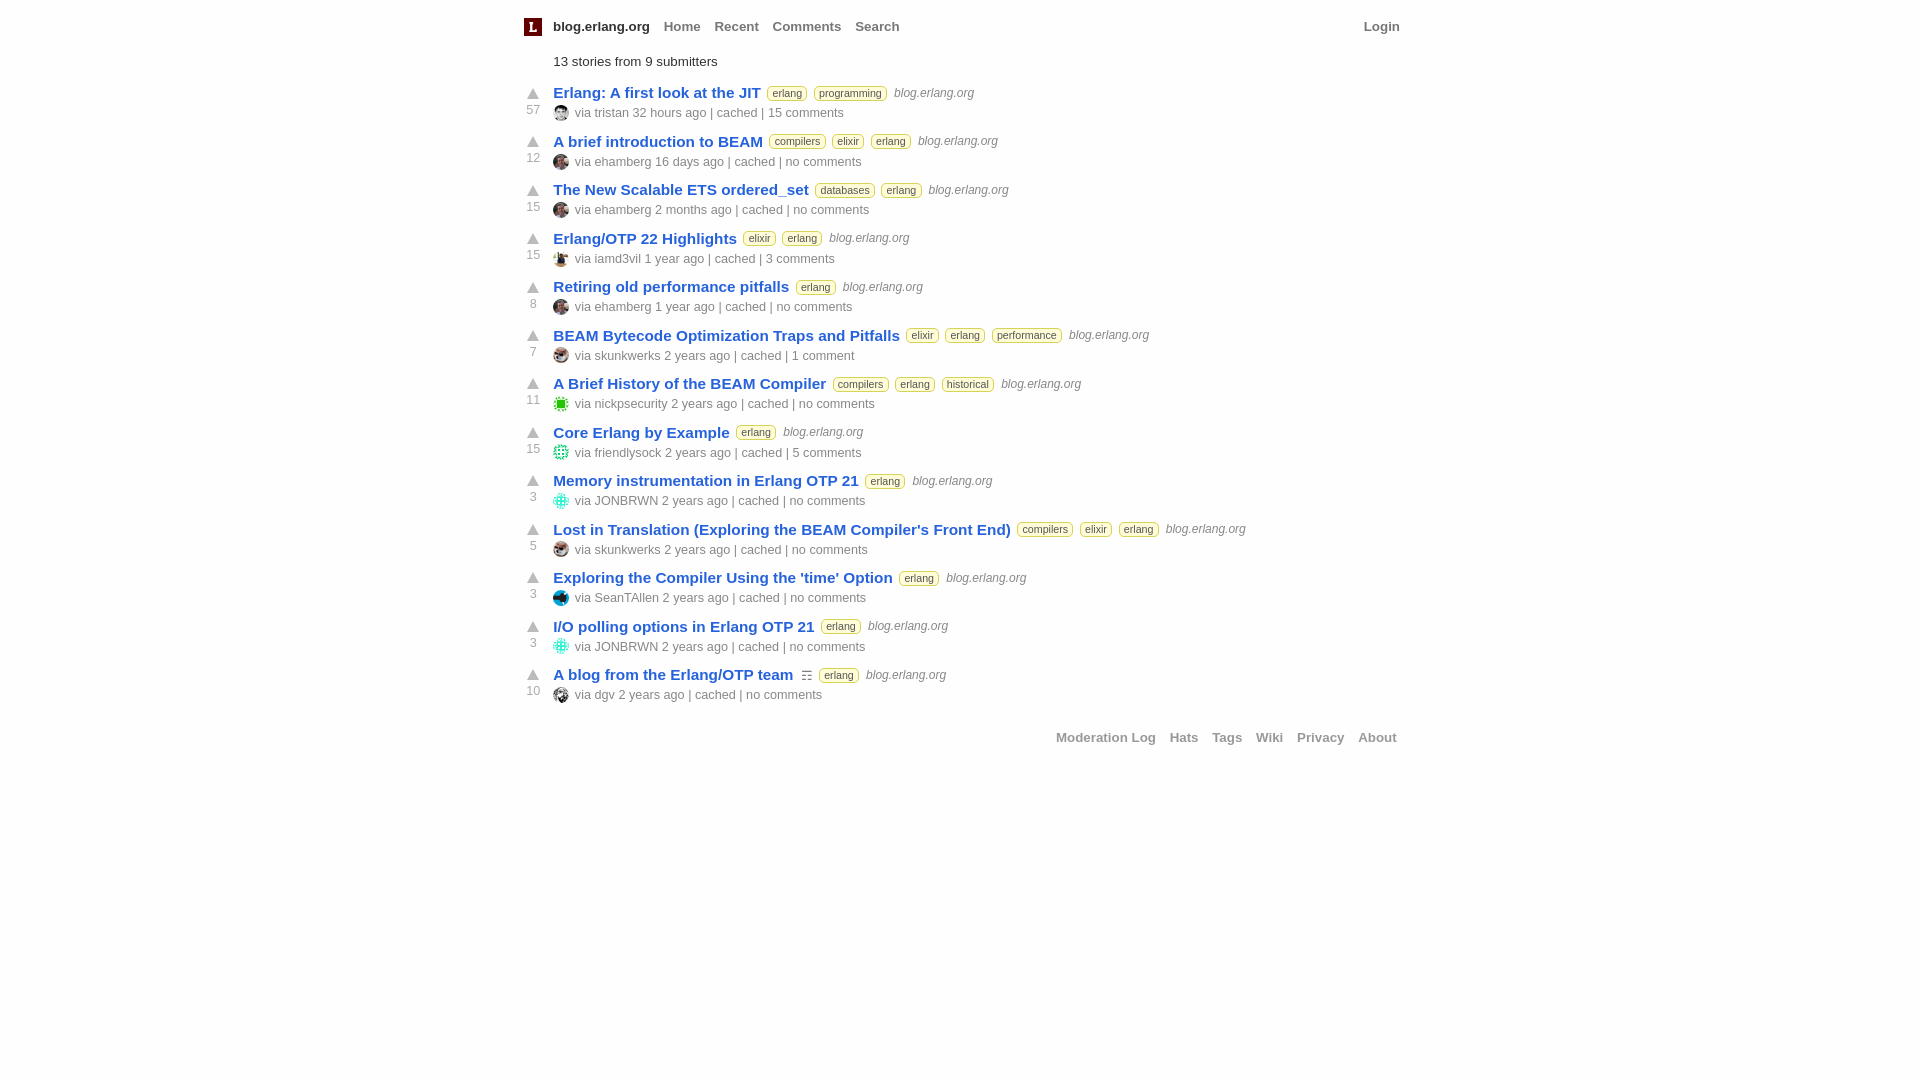 L blog.erlang.org Home Recent Comments Search Login
13 stories from 9 submitters
Erlang: A first look at the JIT erlang programming blog.erlang.org
57 via tristan 32 hours ago | cached | 15 comments
A brief introduction to BEAM compilers elixir erlang blog.erlang.org
12 via ehamberg 16 days ago | cached | no comments
The New Scalable ETS ordered_set databases erlang blog.erlang.org
15 via ehamberg 2 months ago | cached | no comments
Erlang/OTP 22 Highlights elixir erlang blog.erlang.org
15 via iamd3vil 1 year ago | cached | 3 comments
Retiring old performance pitfalls erlang blog.erlang.org
8 via ehamberg 1 year ago | cached | no comments
BEAM Bytecode Optimization Traps and Pitfalls elixir erlang performance blog.erlang.org
7 via skunkwerks 2 years ago | cached | 1 comment
A Brief History of the BEAM Compiler compilers erlang historical blog.erlang.org
11 via nickpsecurity 2 years ago | cached | no comments
Core Erlang by Example erlang blog.erlang.org
15 via friendlysock 2 years ago | cached | 5 comments
Memory instrumentation in Erlang OTP 21 erlang blog.erlang.org
3 via JONBRWN 2 years ago | cached | no comments
Lost in Translation (Exploring the BEAM Compiler's Front End) compilers elixir erlang blog.erlang.org
5 via skunkwerks 2 years ago | cached | no comments
Exploring the Compiler Using the 'time' Option erlang blog.erlang.org
3 via SeanTAllen 2 years ago | cached | no comments
I/O polling options in Erlang OTP 21 erlang blog.erlang.org
3 via JONBRWN 2 years ago | cached | no comments
A blog from the Erlang/OTP team ☶ erlang blog.erlang.org
10 via dgv 2 years ago | cached | no comments
Moderation Log Hats Tags Wiki Privacy About